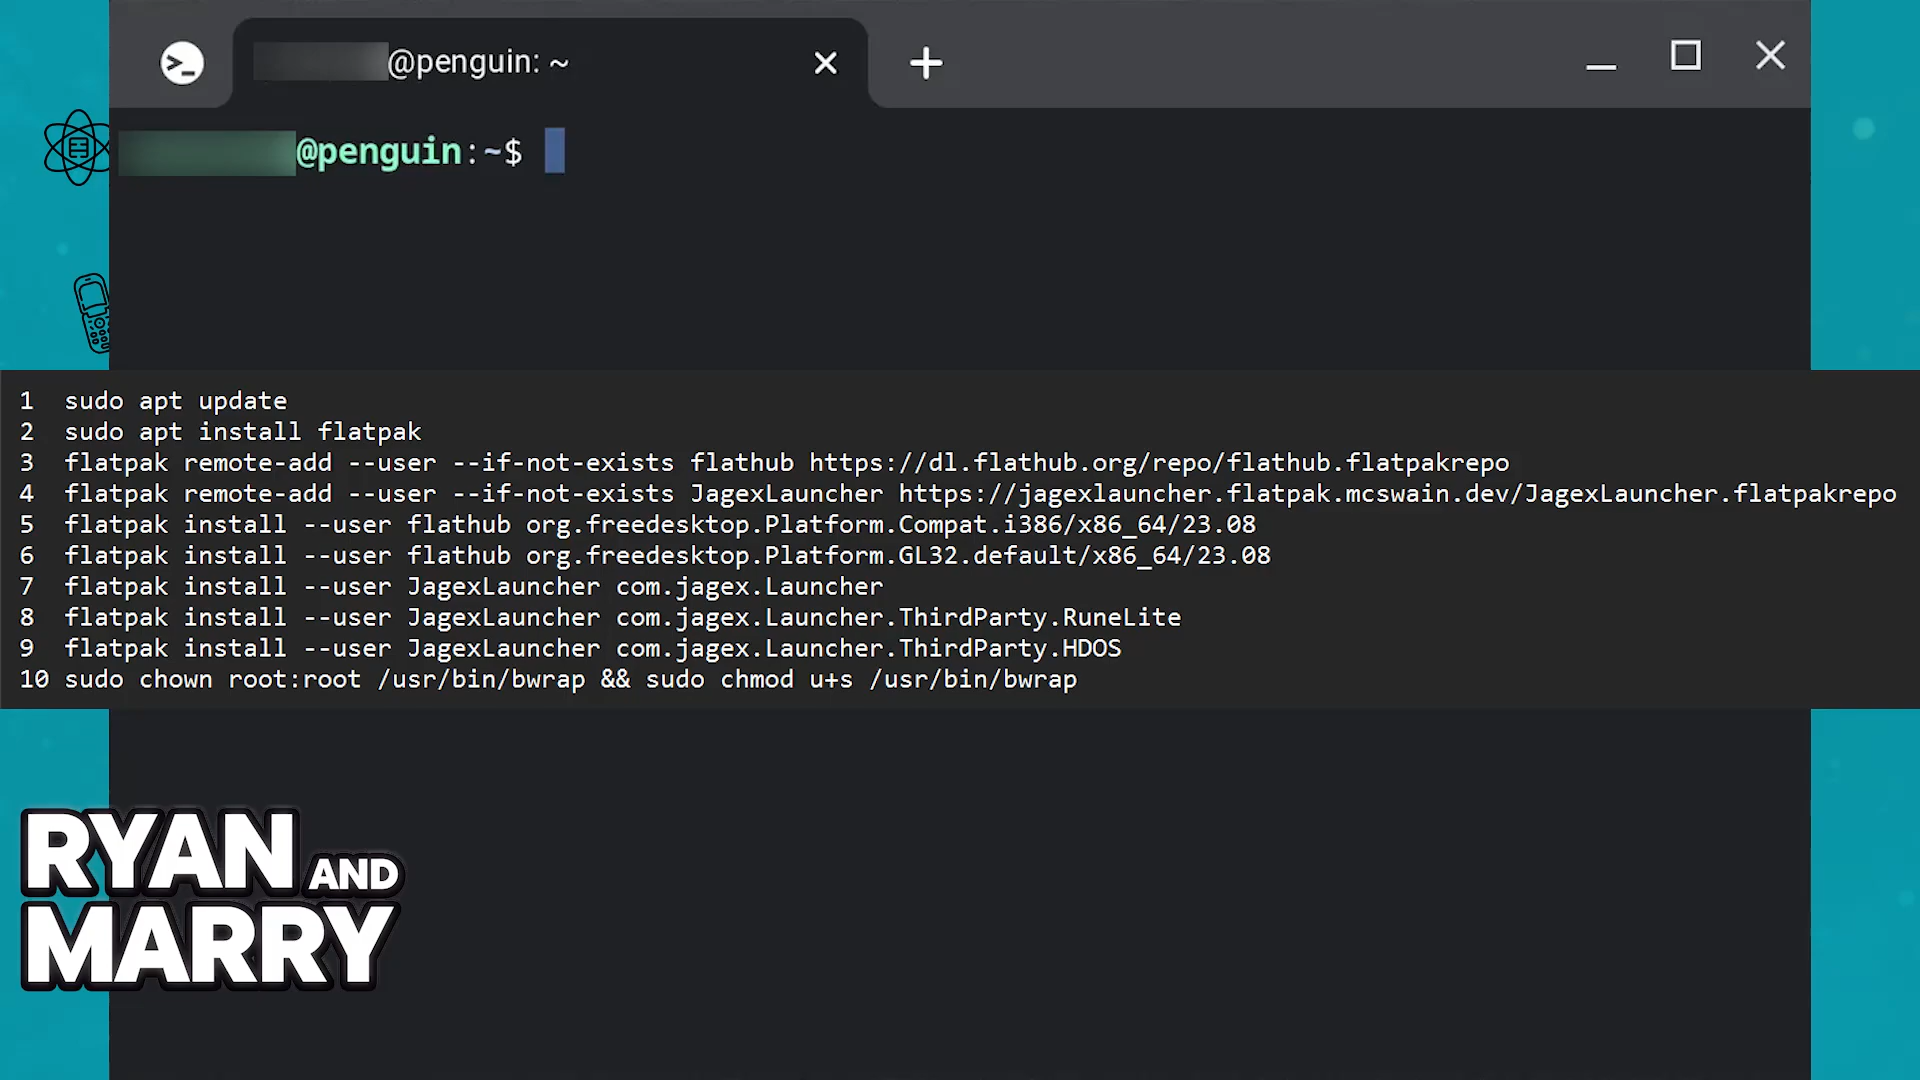 @penguin: ~
@penguin:~$
1 sudo apt update
2 sudo apt install flatpak
3 flatpak remote-add --user --if-not-exists flathub https://dl.flathub.org/repo/flathub.flatpakrepo
4 flatpak remote-add --user --if-not-exists JagexLauncher https://jagexlauncher.flatpak.mcswain.dev/JagexLauncher.flatpakrepo
5 flatpak install --user flathub org.freedesktop.Platform.Compat.i386/x86_64/23.08
6 flatpak install --user flathub org.freedesktop.Platform.GL32.default/x86_64/23.08
7 flatpak install --user JagexLauncher com.jagex.Launcher
8 flatpak install --user JagexLauncher com.jagex.Launcher.ThirdParty.RuneLite
9 flatpak install --user JagexLauncher com.jagex.Launcher.ThirdParty.HDOS
10 sudo chown root:root /usr/bin/bwrap && sudo chmod u+s /usr/bin/bwrap
RYAN AND
MARRY